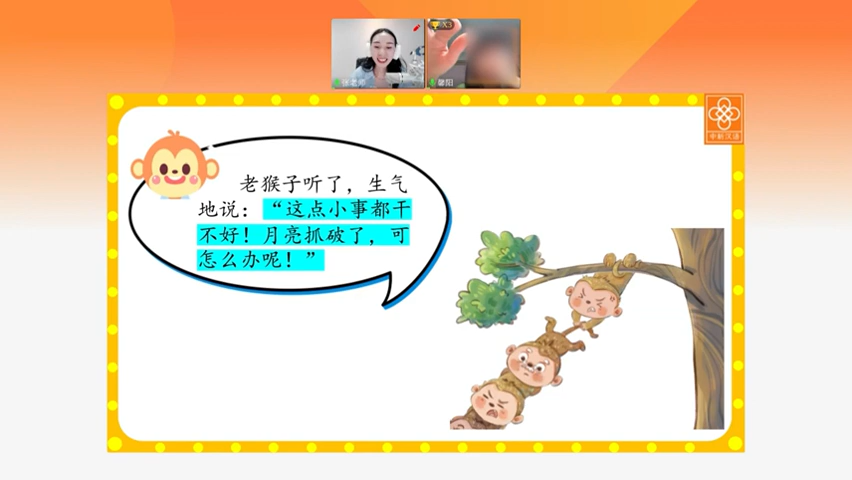 张老师
馨阳
中新汉语
老猴子听了，生气
地说：“这点小事都干
不好！月亮抓破了，可
怎么办呢！”